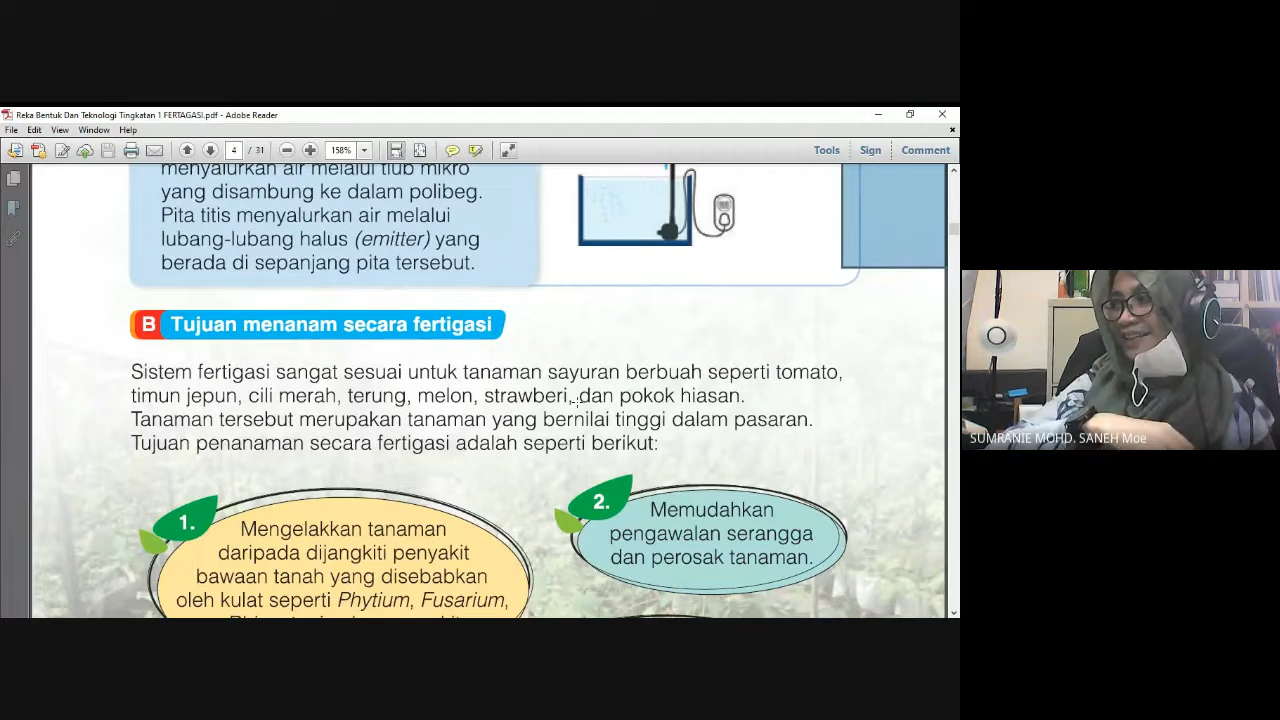 Reka Bentuk Dan Teknologi Tingkatan 1 FERTAGASI.pdf - Adobe Reader
File Edit View Window Help
4 / 31 158% Tools Sign Comment
menyalurkan air melalui tiub mikro
yang disambung ke dalam polibeg.
Pita titis menyalurkan air melalui
lubang-lubang halus (emitter) yang
berada di sepanjang pita tersebut.
B Tujuan menanam secara fertigasi
Sistem fertigasi sangat sesuai untuk tanaman sayuran berbuah seperti tomato,
timun jepun, cili merah, terung, melon, strawberi, dan pokok hiasan.
Tanaman tersebut merupakan tanaman yang bernilai tinggi dalam pasaran.
Tujuan penanaman secara fertigasi adalah seperti berikut:
1.
Mengelakkan tanaman
daripada dijangkiti penyakit
bawaan tanah yang disebabkan
oleh kulat seperti Phytium, Fusarium,
2.
Memudahkan
pengawalan serangga
dan perosak tanaman.
SUMRANIE MOHD. SANEH Moe